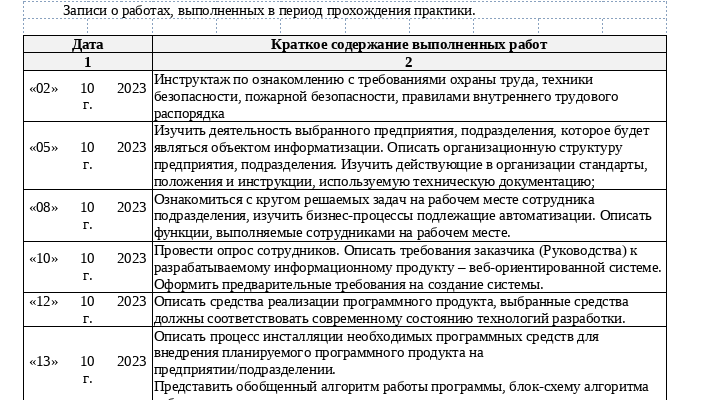 Записи о работах, выполненных в период прохождения практики.
Дата Краткое содержание выполненных работ
1 2
«02» 10 2023 г.
Инструктаж по ознакомлению с требованиями охраны труда, техники
безопасности, пожарной безопасности, правилами внутреннего трудового
распорядка
«05» 10 2023 г.
Изучить деятельность выбранного предприятия, подразделения, которое будет
являться объектом информатизации. Описать организационную структуру
предприятия, подразделения. Изучить действующие в организации стандарты,
положения и инструкции, используемую техническую документацию;
«08» 10 2023 г.
Ознакомиться с кругом решаемых задач на рабочем месте сотрудника
подразделения, изучить бизнес-процессы подлежащие автоматизации. Описать
функции, выполняемые сотрудниками на рабочем месте.
«10» 10 2023 г.
Провести опрос сотрудников. Описать требования заказчика (Руководства) к
разрабатываемому информационному продукту – веб-ориентированной системе.
Оформить предварительные требования на создание системы.
«12» 10 2023 г.
Описать средства реализации программного продукта, выбранные средства
должны соответствовать современному состоянию технологий разработки.
«13» 10 2023 г.
Описать процесс инсталляции необходимых программных средств для
внедрения планируемого программного продукта на
предприятии/подразделении.
Представить обобщенный алгоритм работы программы, блок-схему алгоритма